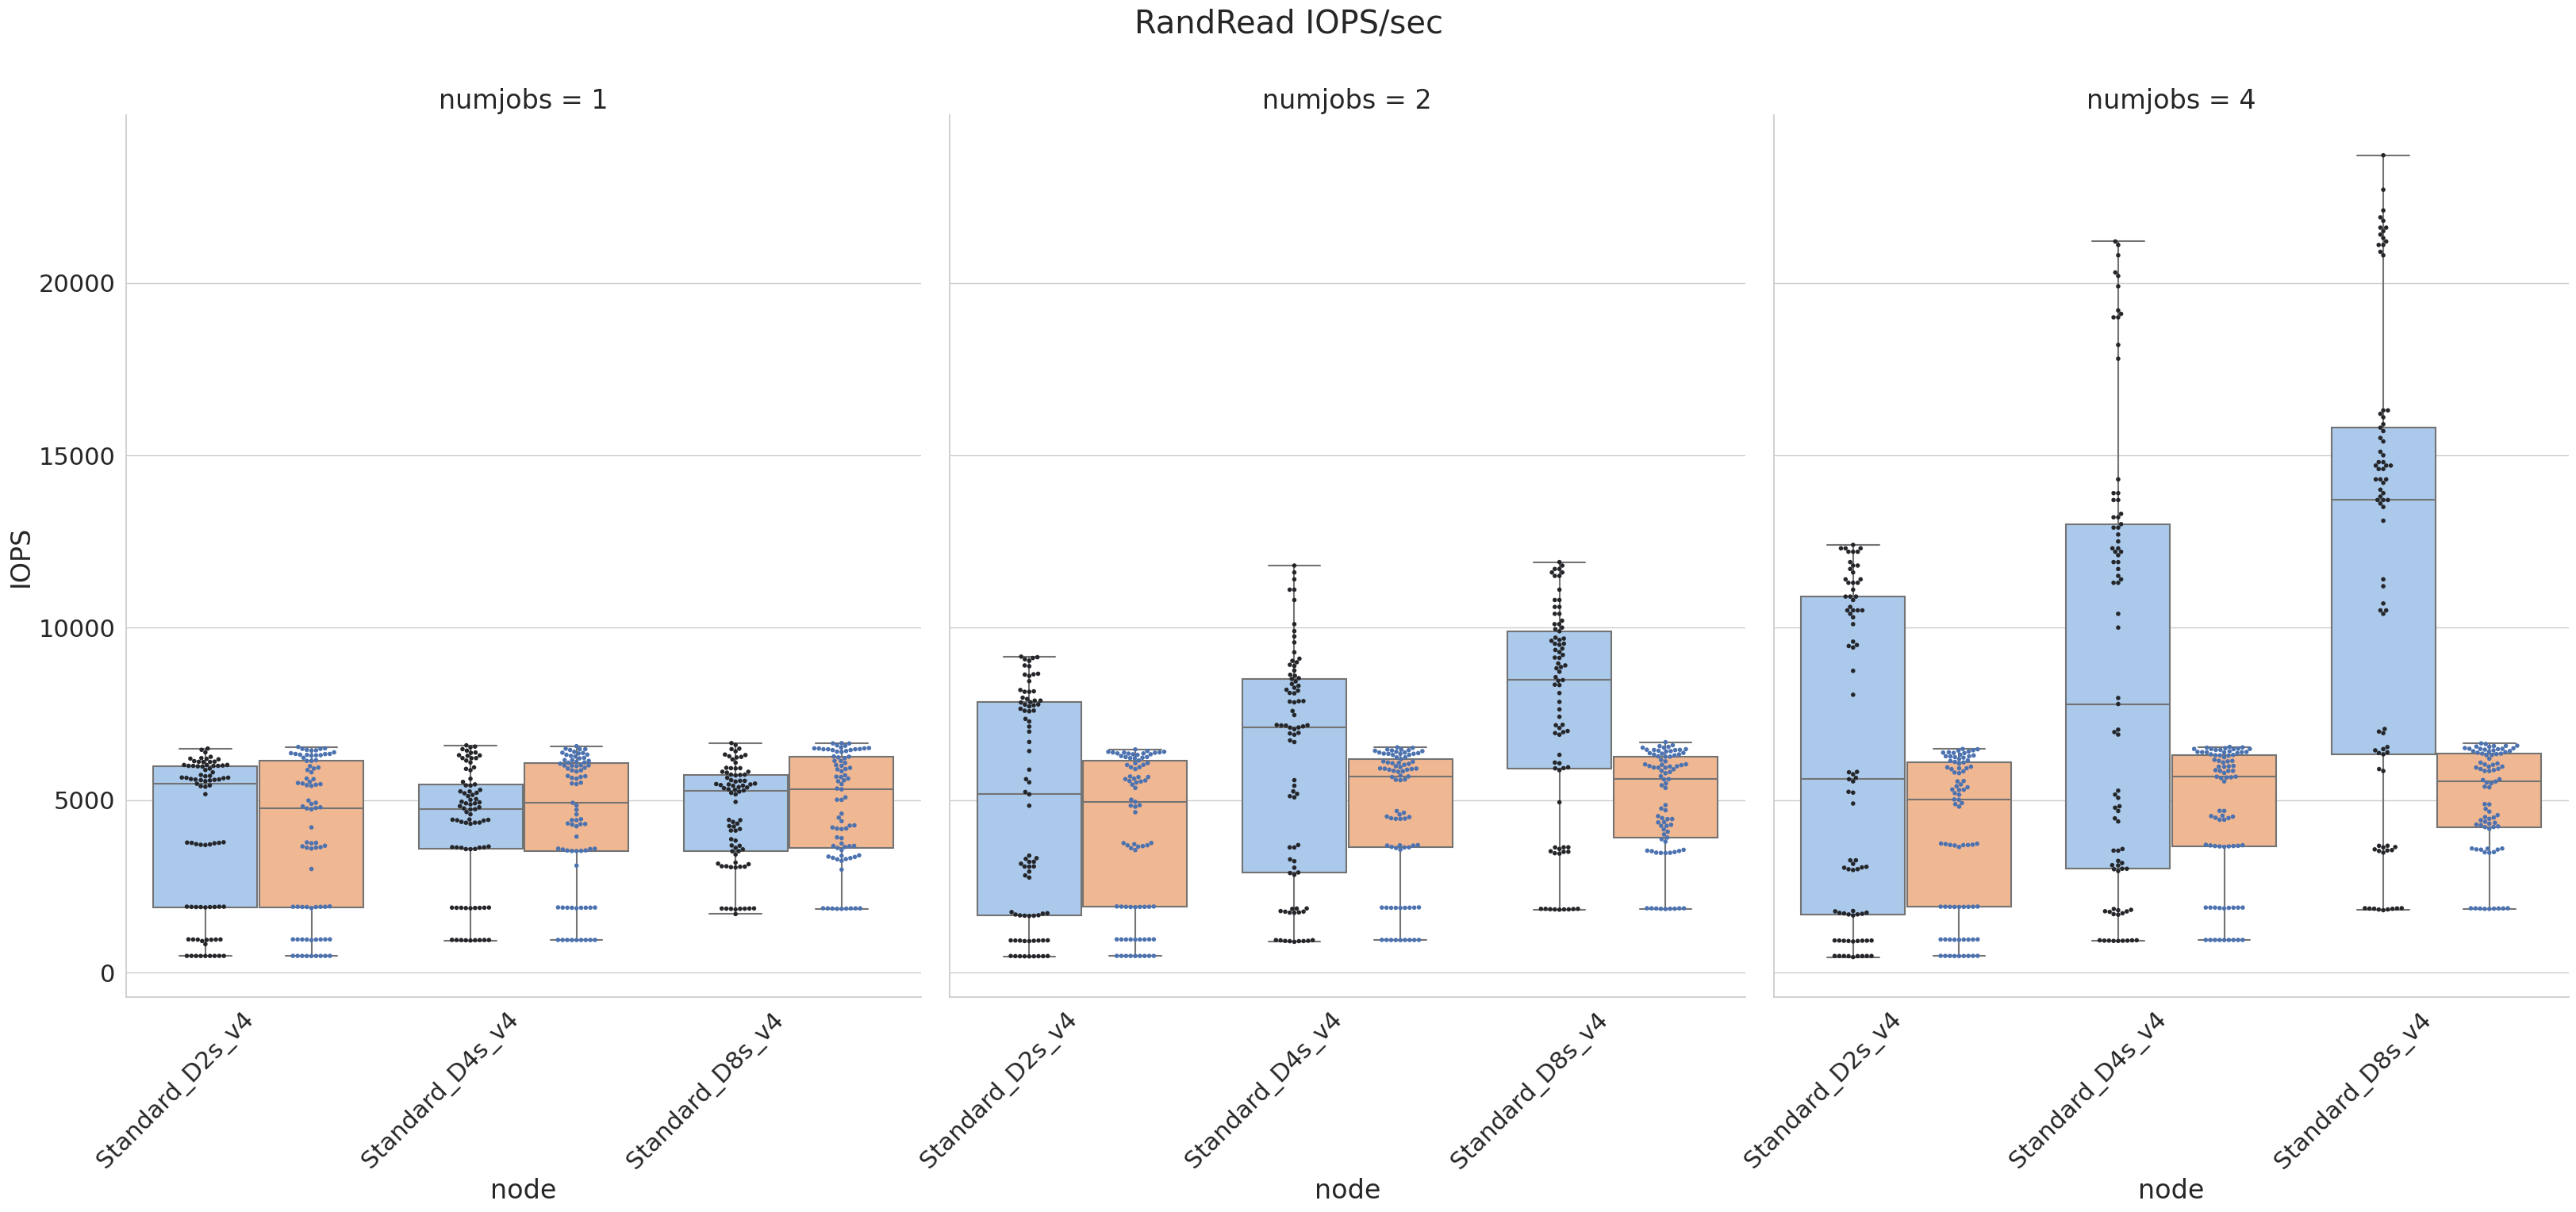 RandRead IOPS/sec
numjobs = 1
numjobs = 2
numjobs = 4
IOPS
20000
15000
10000
5000
0
Standard_D2s_v4
Standard_D4s_v4
Standard_D8s_v4
Standard_D2s_v4
Standard_D4s_v4
Standard_D8s_v4
Standard_D2s_v4
Standard_D4s_v4
Standard_D8s_v4
node
node
node